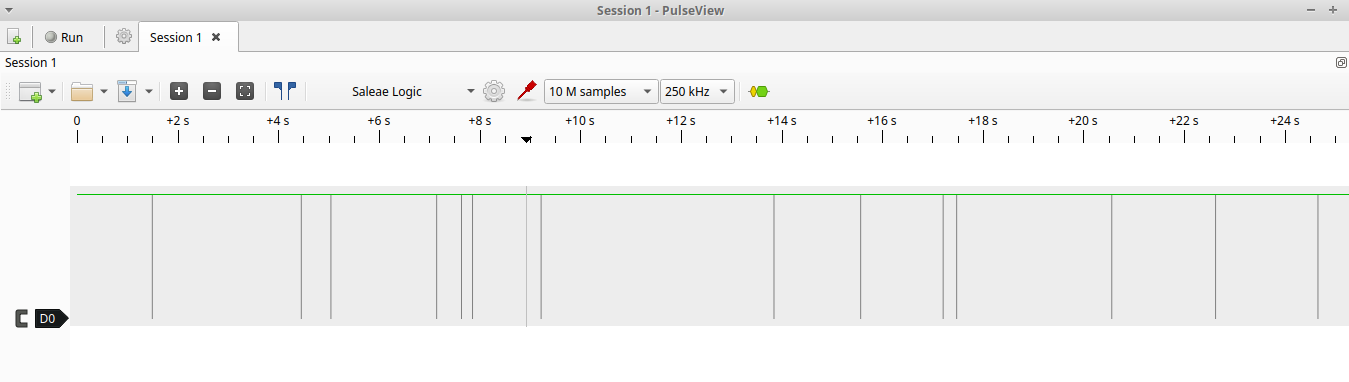 Session 1 - PulseView
Run
Session 1
Session 1
Saleae Logic 10 M samples 250 kHz
0 +2 s +4 s +6 s +8 s +10 s +12 s +14 s +16 s +18 s +20 s +22 s +24 s
D0